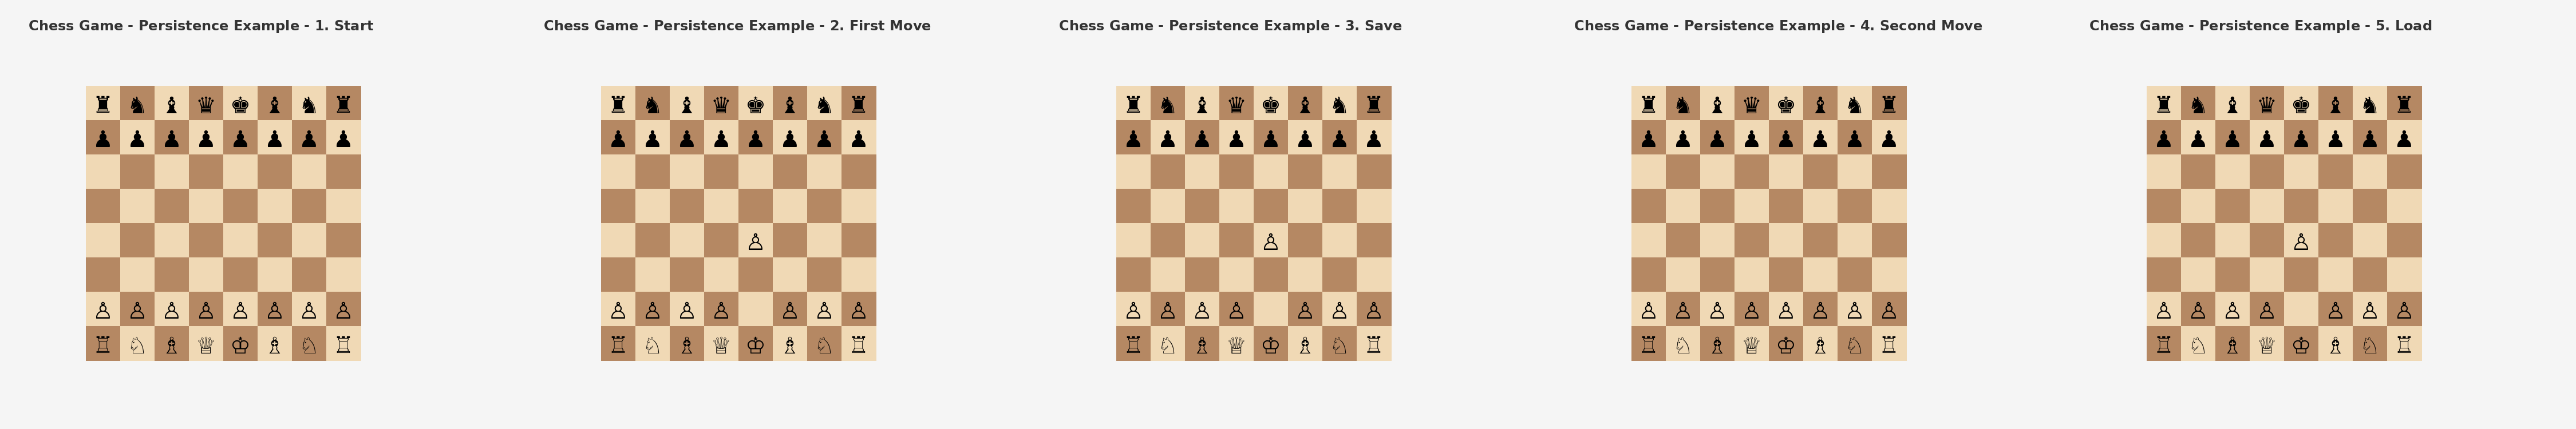 Chess Game - Persistence Example - 1. Start
Chess Game - Persistence Example - 2. First Move
Chess Game - Persistence Example - 3. Save
Chess Game - Persistence Example - 4. Second Move
Chess Game - Persistence Example - 5. Load